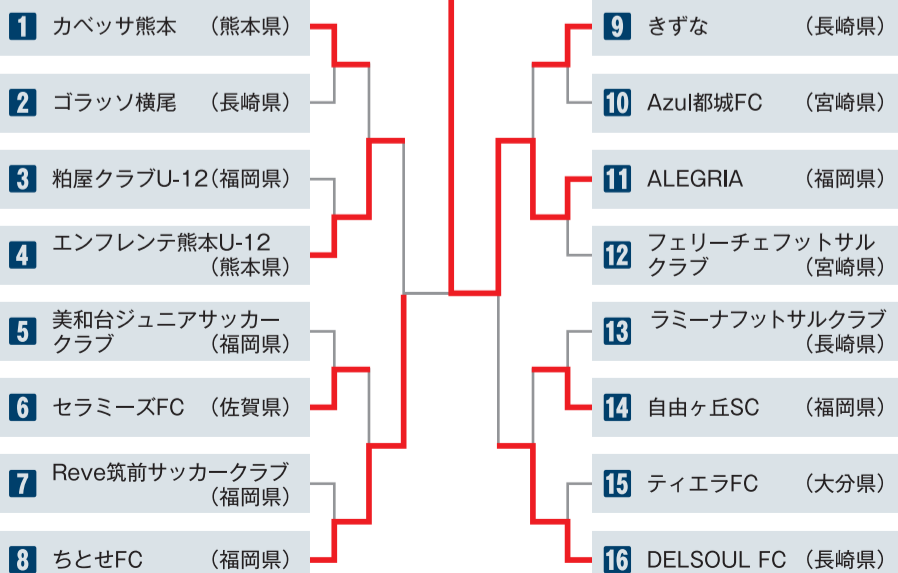 1 カベッサ熊本 （熊本県）
2 ゴラッソ横尾 （長崎県）
3 粕屋クラブU-12（福岡県）
4 エンフレンテ熊本U-12
（熊本県）
5 美和台ジュニアサッカー
クラブ （福岡県）
6 セラミーズFC （佐賀県）
7 Reve筑前サッカークラブ
（福岡県）
8 ちとせFC （福岡県）
9 きずな （長崎県）
10 Azul都城FC （宮崎県）
11 ALEGRIA （福岡県）
12 フェリーチェフットサル
クラブ （宮崎県）
13 ラミーナフットサルクラブ
（長崎県）
14 自由ヶ丘SC （福岡県）
15 ティエラFC （大分県）
16 DELSOUL FC （長崎県）